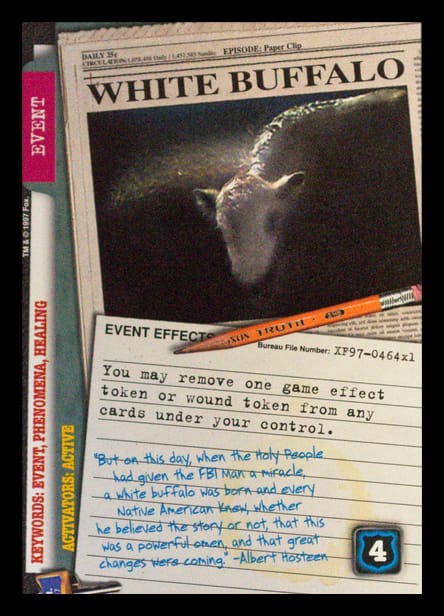 DAILY 25¢
CIRCULATION: 1,058,486 Daily / 1,457,585 Sunday EPISODE: Paper Clip
WHITE BUFFALO
EVENT
TM & © 1997 Fox.
KEYWORDS: EVENT, PHENOMENA, HEALING
ACTIVATORS: ACTIVE
TRUTH
EVENT EFFECTS
Bureau File Number: XF97-0464x1
You may remove one game effect
token or wound token from any
cards under your control.
"But on this day, when the Holy People
had given the FBI Man a miracle,
a white buffalo was born and every
Native American knew, whether
he believed the story or not, that this
was a powerful omen, and that great
changes were coming." -Albert Hosteen
4